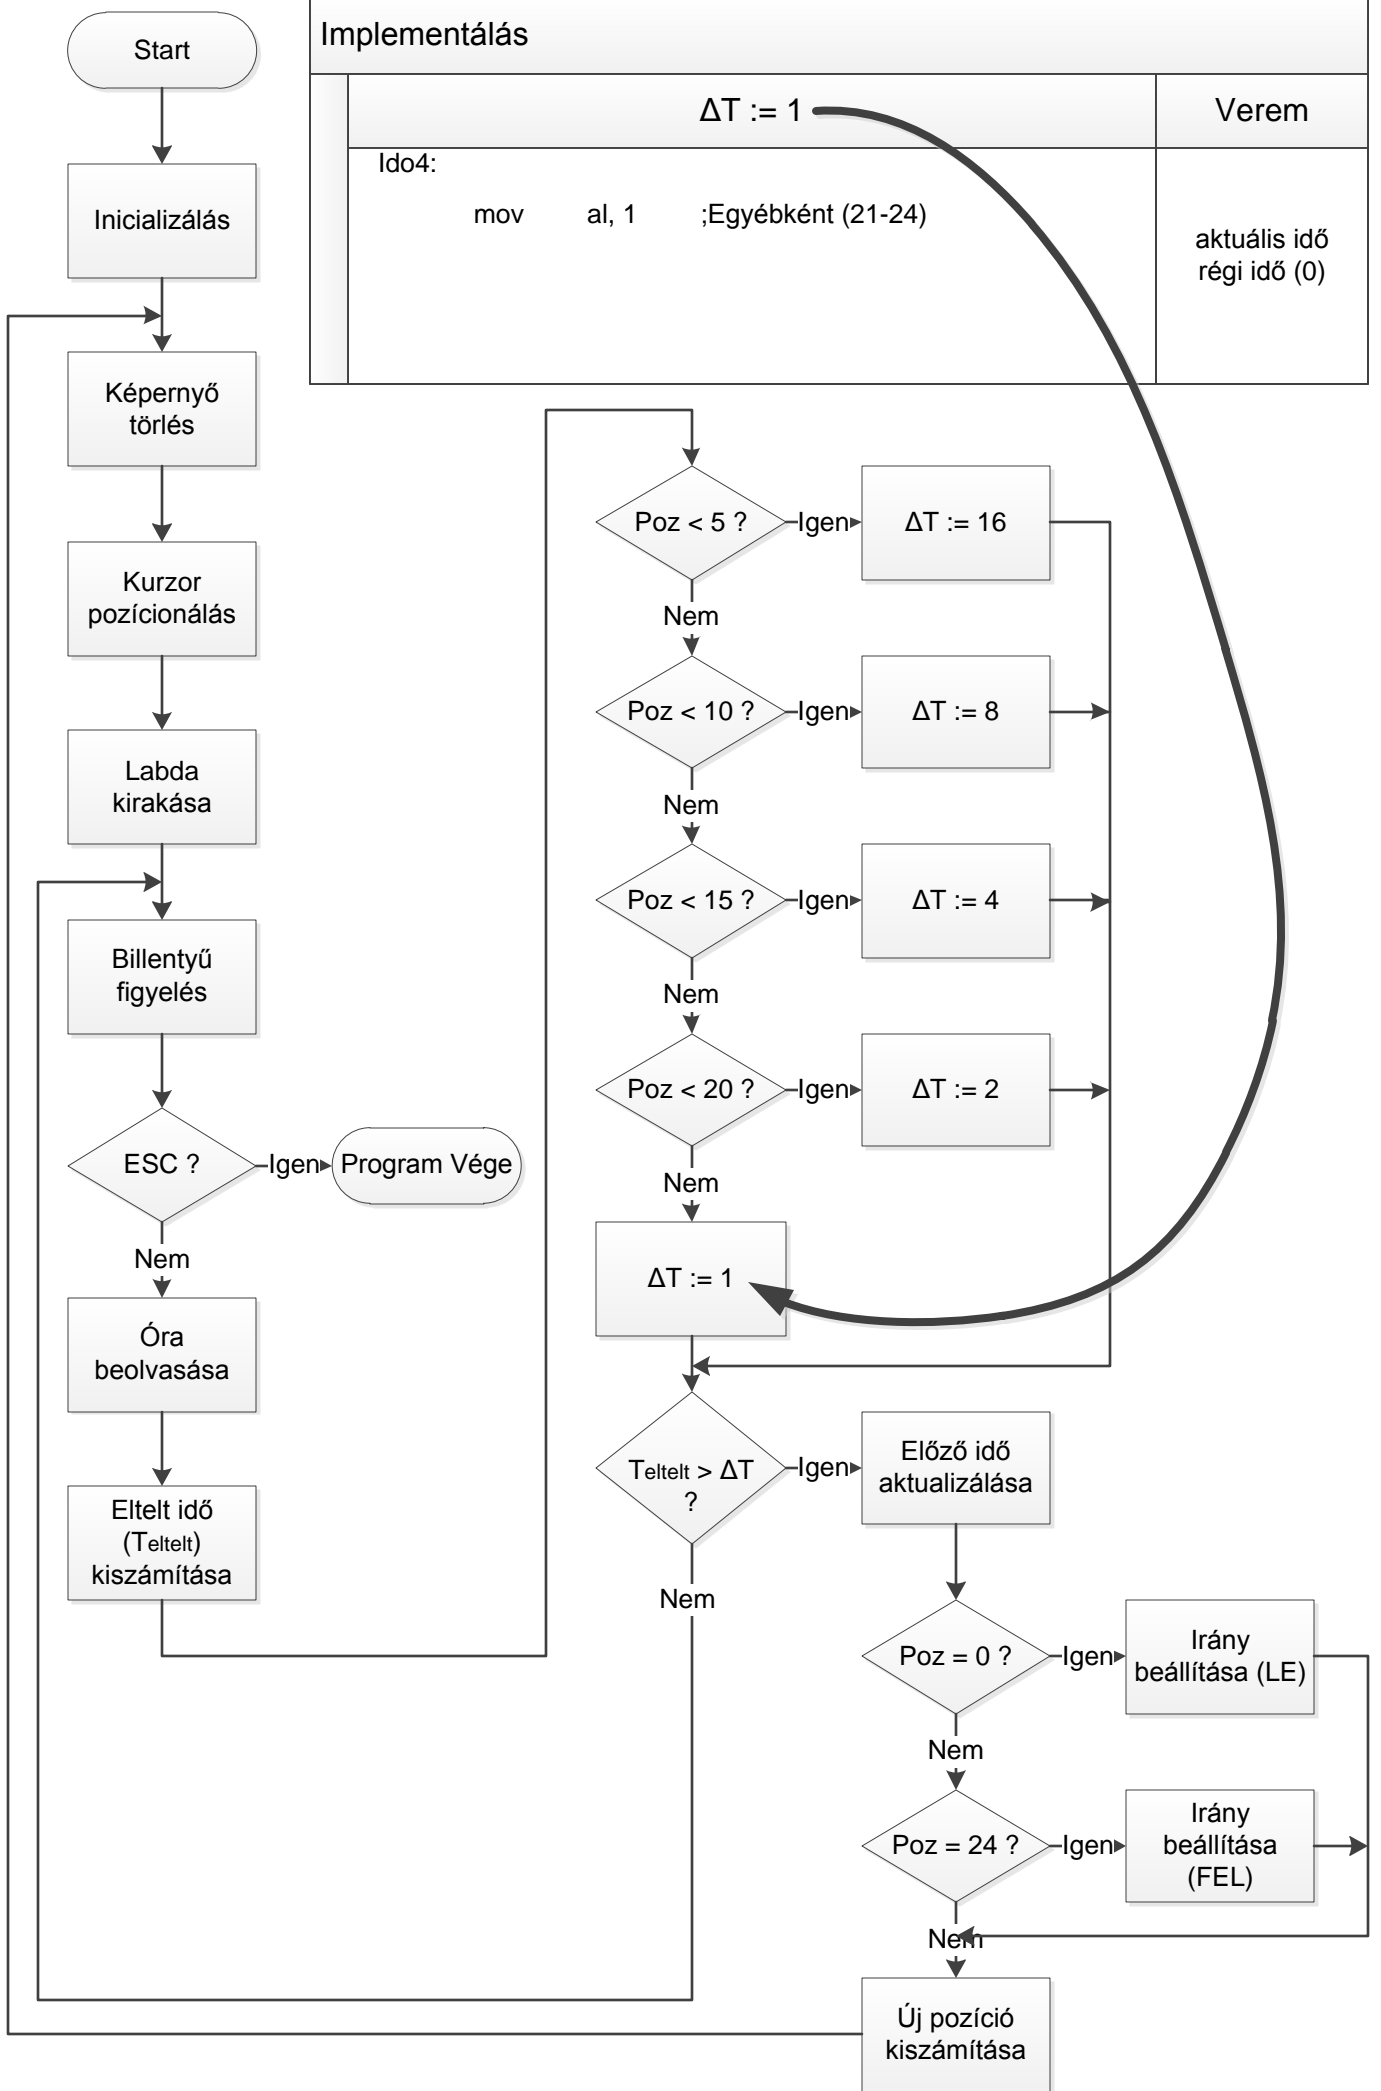 Start
Implementálás
ΔT := 1
Verem
Ido4:
mov al, 1 ;Egyébként (21-24)
aktuális idő
régi idő (0)
Inicializálás
Képernyő
törlés
Kurzor
pozícionálás
Labda
kirakása
Billentyű
figyelés
ESC ?
Igen
Program Vége
Nem
Óra
beolvasása
Eltelt idő
(Teltelt)
kiszámítása
Poz < 5 ?
Igen
ΔT := 16
Nem
Poz < 10 ?
Igen
ΔT := 8
Nem
Poz < 15 ?
Igen
ΔT := 4
Nem
Poz < 20 ?
Igen
ΔT := 2
Nem
ΔT := 1
Teltelt > ΔT
?
Igen
Előző idő
aktualizálása
Nem
Poz = 0 ?
Igen
Irány
beállítása (LE)
Nem
Poz = 24 ?
Igen
Irány
beállítása
(FEL)
Nem
Új pozíció
kiszámítása